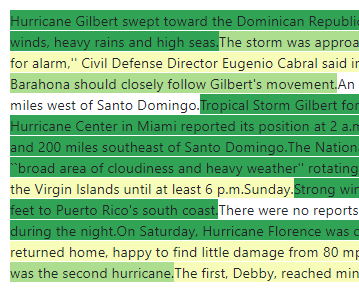 Hurricane Gilbert swept toward the Dominican Republic
winds, heavy rains and high seas.The storm was approa
for alarm,'' Civil Defense Director Eugenio Cabral said in
Barahona should closely follow Gilbert's movement.An
miles west of Santo Domingo.Tropical Storm Gilbert for
Hurricane Center in Miami reported its position at 2 a.m
and 200 miles southeast of Santo Domingo.The Nation
``broad area of cloudiness and heavy weather'' rotating
the Virgin Islands until at least 6 p.m.Sunday.Strong win
feet to Puerto Rico's south coast.There were no reports
during the night.On Saturday, Hurricane Florence was d
returned home, happy to find little damage from 80 mp
was the second hurricane.The first, Debby, reached min